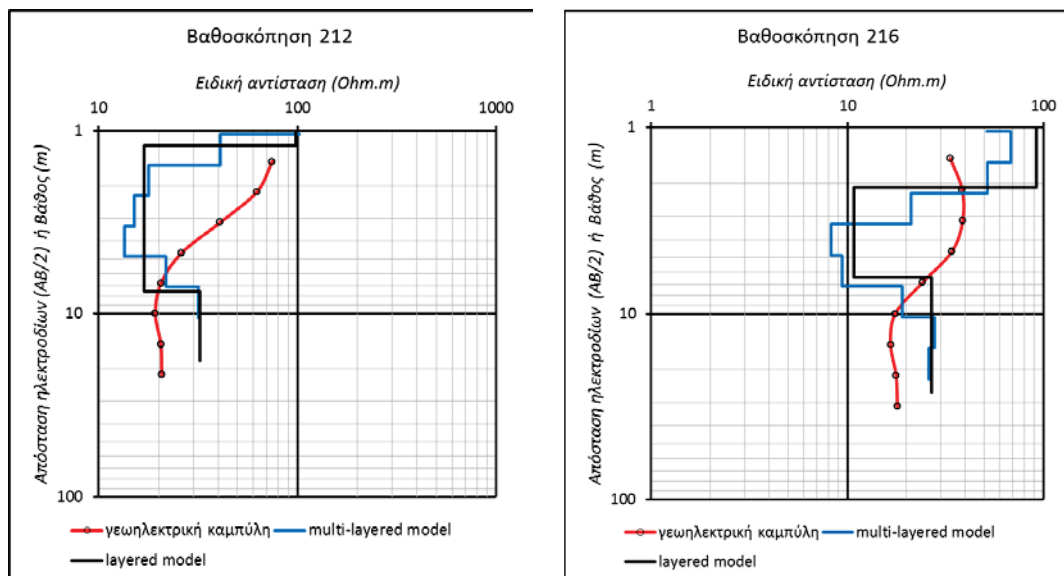 Βαθοσκόπηση 212
Ειδική αντίσταση (Ohm.m)
10 100 1000
1
10
100
Απόσταση ηλεκτροδίων (AB/2) ή Βάθος (m)
γεωηλεκτρική καμπύλη
multi-layered model
layered model
Βαθοσκόπηση 216
Ειδική αντίσταση (Ohm.m)
1 10 100
1
10
100
Απόσταση ηλεκτροδίων (AB/2) ή Βάθος (m)
γεωηλεκτρική καμπύλη
multi-layered model
layered model